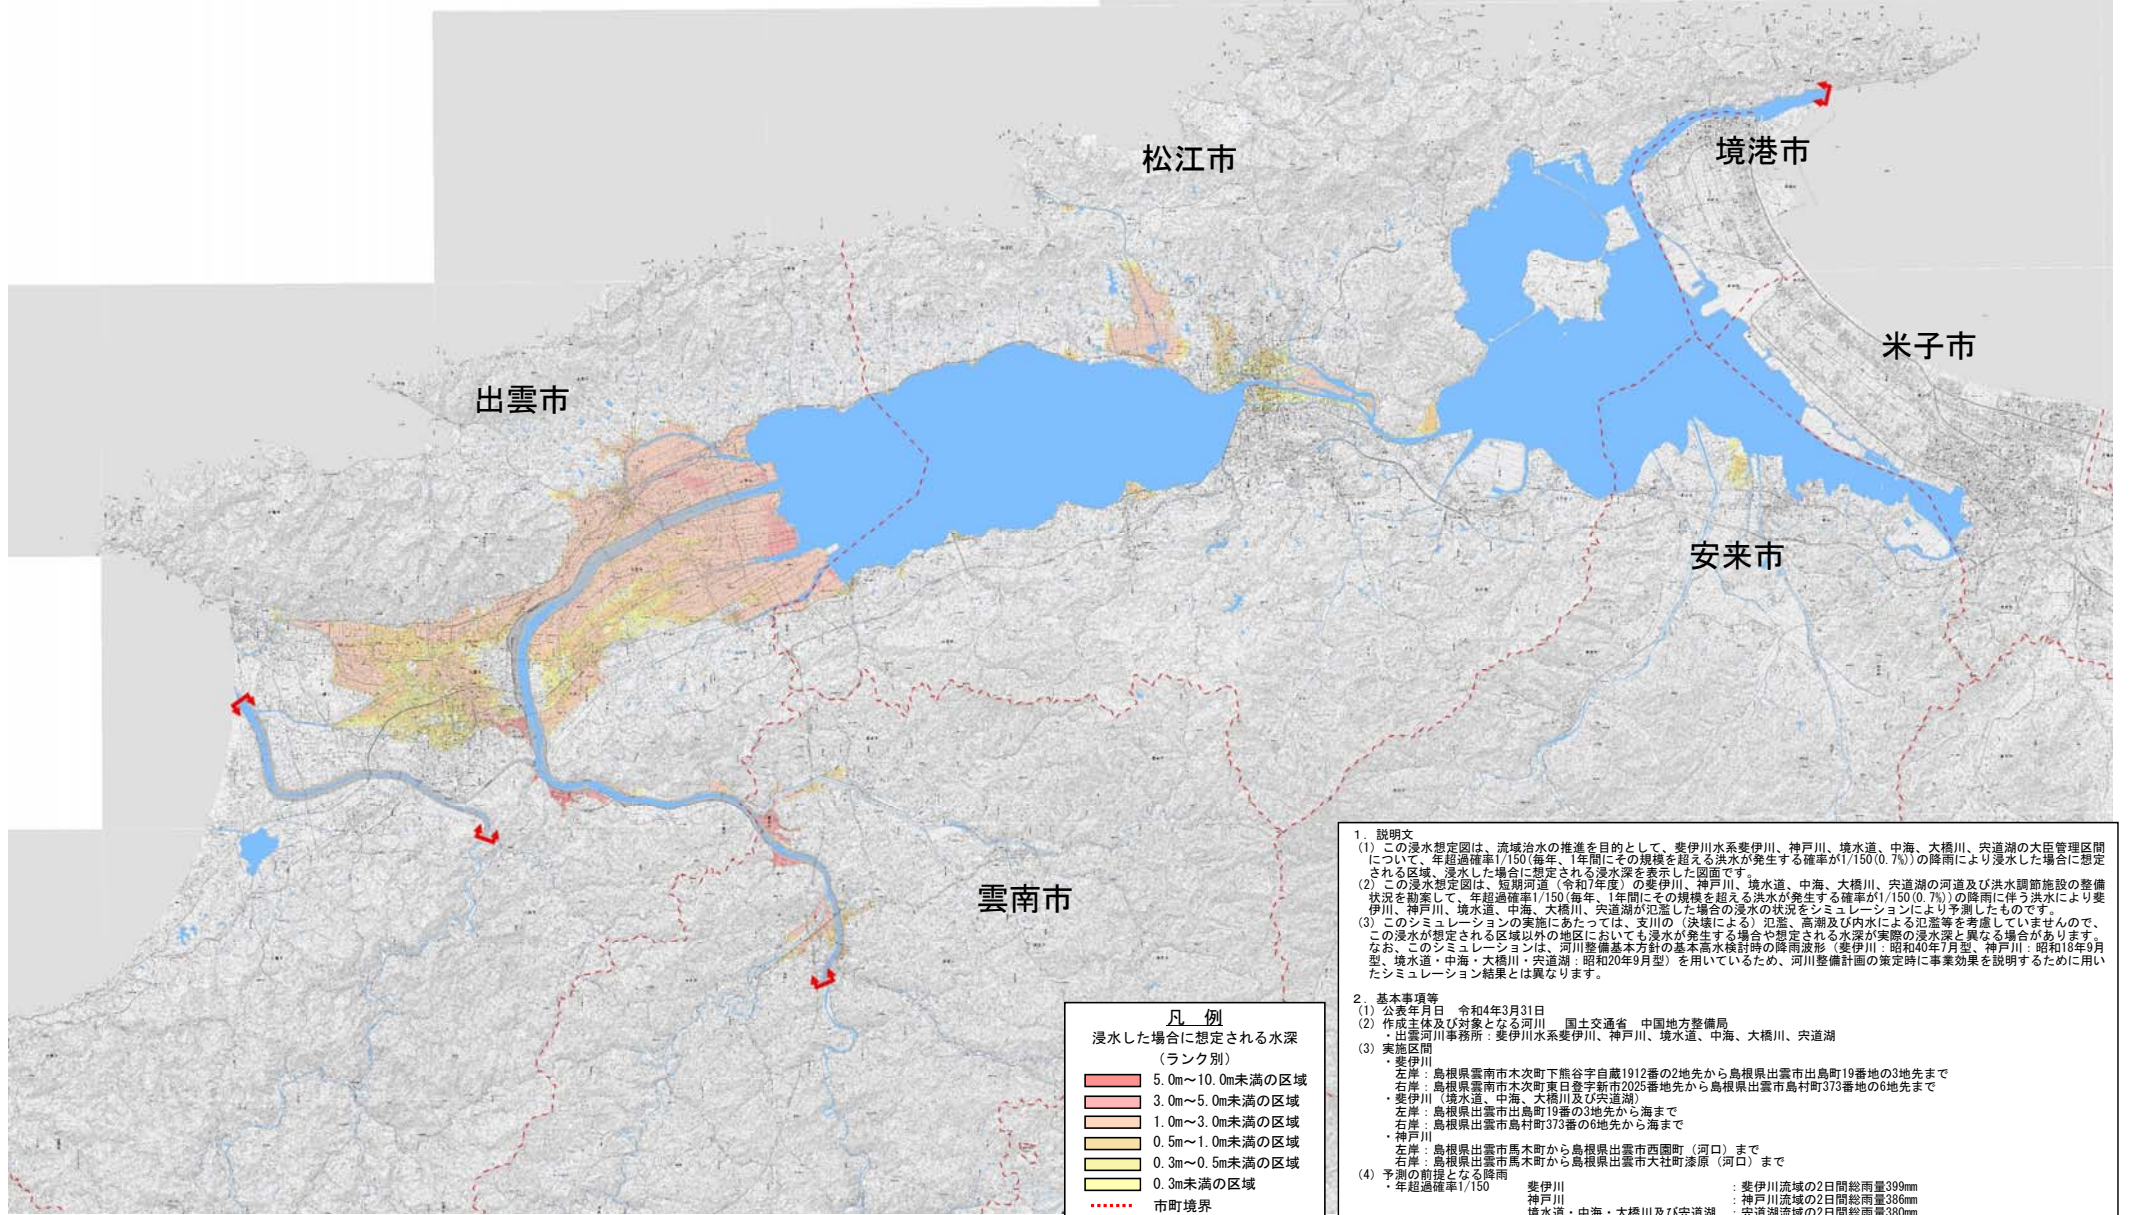 松江市
境港市
米子市
出雲市
安来市
雲南市
凡 例
浸水した場合に想定される水深
（ランク別）
5.0m～10.0m未満の区域
3.0m～5.0m未満の区域
1.0m～3.0m未満の区域
0.5m～1.0m未満の区域
0.3m～0.5m未満の区域
0.3m未満の区域
市町境界
1. 説明文
(1) この浸水想定図は、流域治水の推進を目的として、斐伊川水系斐伊川、神戸川、境水道、中海、大橋川、宍道湖の大臣管理区間
について、年超過確率1/150(毎年、1年間にその規模を超える洪水が発生する確率が1/150(0.7%))の降雨により浸水した場合に想定
される区域、浸水した場合に想定される浸水深を表示した図面です。
(2) この浸水想定図は、短期河道（令和7年度）の斐伊川、神戸川、境水道、中海、大橋川、宍道湖の河道及び洪水調節施設の整備
状況を勘案して、年超過確率1/150(毎年、1年間にその規模を超える洪水が発生する確率が1/150(0.7%))の降雨に伴う洪水により斐
伊川、神戸川、境水道、中海、大橋川、宍道湖が氾濫した場合の浸水の状況をシミュレーションにより予測したものです。
(3) このシミュレーションの実施にあたっては、支川の（決壊による）氾濫、高潮及び内水による氾濫等を考慮していませんので、
この浸水が想定される区域以外の地区においても浸水が発生する場合や想定される水深が実際の浸水深と異なる場合があります。
なお、このシミュレーションは、河川整備基本方針の基本高水検討時の降雨波形（斐伊川：昭和40年7月型、神戸川：昭和18年9月
型、境水道・中海・大橋川・宍道湖：昭和20年9月型）を用いているため、河川整備計画の策定時に事業効果を説明するために用い
たシミュレーション結果とは異なります。
2. 基本事項等
(1) 公表年月日 令和4年3月31日
(2) 作成主体及び対象となる河川 国土交通省 中国地方整備局
・出雲河川事務所：斐伊川水系斐伊川、神戸川、境水道、中海、大橋川、宍道湖
(3) 実施区間
・斐伊川
左岸：島根県雲南市木次町下熊谷字自蔵1912番の2地先から島根県出雲市出島町19番地の3地先まで
右岸：島根県雲南市木次町東日登字新市2025番地先から島根県出雲市島村町373番地の6地先まで
・斐伊川（境水道、中海、大橋川及び宍道湖）
左岸：島根県出雲市出島町19番の3地先から海まで
右岸：島根県出雲市島村町373番の6地先から海まで
・神戸川
左岸：島根県出雲市馬木町から島根県出雲市西園町（河口）まで
右岸：島根県出雲市馬木町から島根県出雲市大社町漆原（河口）まで
(4) 予測の前提となる降雨
・年超過確率1/150 斐伊川 ：斐伊川流域の2日間総雨量399mm
神戸川 ：神戸川流域の2日間総雨量386mm
境水道・中海・大橋川及び宍道湖 ：宍道湖流域の2日間総雨量380mm